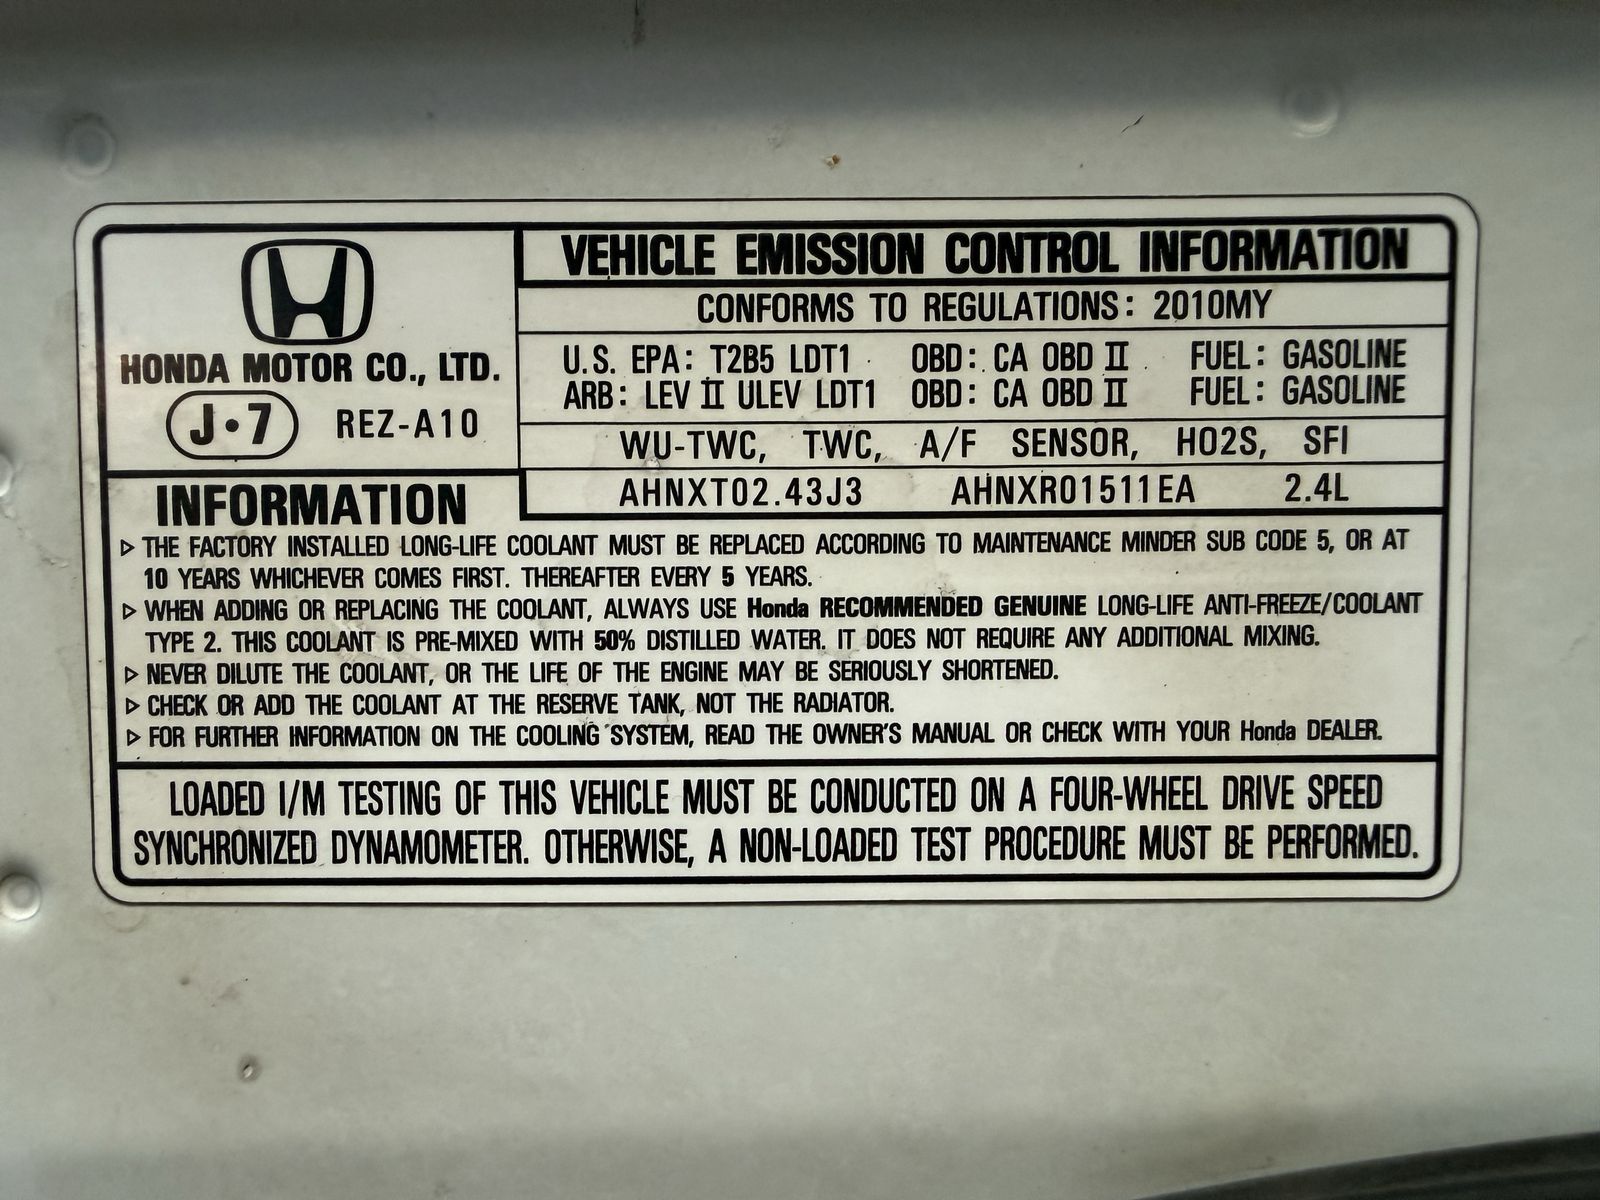 VEHICLE EMISSION CONTROL INFORMATION
CONFORMS TO REGULATIONS: 2010MY
HONDA MOTOR CO., LTD.
J•7 REZ-A10
U.S. EPA: T2B5 LDT1 OBD: CA OBD II FUEL: GASOLINE
ARB: LEV II ULEV LDT1 OBD: CA OBD II FUEL: GASOLINE
WU-TWC, TWC, A/F SENSOR, HO2S, SFI
AHNXT02.43J3 AHNXR01511EA 2.4L
INFORMATION
▷ THE FACTORY INSTALLED LONG-LIFE COOLANT MUST BE REPLACED ACCORDING TO MAINTENANCE MINDER SUB CODE 5, OR AT
10 YEARS WHICHEVER COMES FIRST. THEREAFTER EVERY 5 YEARS.
▷ WHEN ADDING OR REPLACING THE COOLANT, ALWAYS USE Honda RECOMMENDED GENUINE LONG-LIFE ANTI-FREEZE/COOLANT
TYPE 2. THIS COOLANT IS PRE-MIXED WITH 50% DISTILLED WATER. IT DOES NOT REQUIRE ANY ADDITIONAL MIXING.
▷ NEVER DILUTE THE COOLANT, OR THE LIFE OF THE ENGINE MAY BE SERIOUSLY SHORTENED.
▷ CHECK OR ADD THE COOLANT AT THE RESERVE TANK, NOT THE RADIATOR.
▷ FOR FURTHER INFORMATION ON THE COOLING SYSTEM, READ THE OWNER'S MANUAL OR CHECK WITH YOUR Honda DEALER.
LOADED I/M TESTING OF THIS VEHICLE MUST BE CONDUCTED ON A FOUR-WHEEL DRIVE SPEED
SYNCHRONIZED DYNAMOMETER. OTHERWISE, A NON-LOADED TEST PROCEDURE MUST BE PERFORMED.